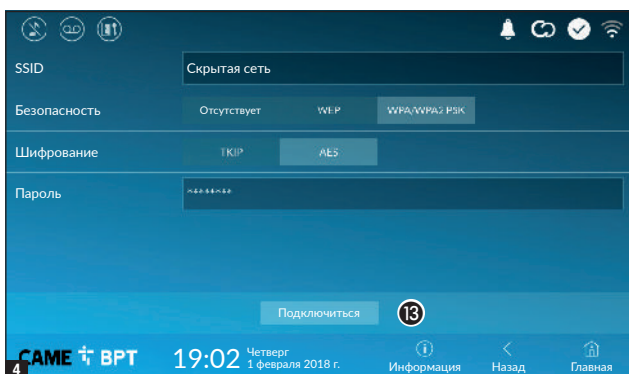 SSID Скрытая сеть
Безопасность Отсутствует WEP WPA/WPA2 PSK
Шифрование TKIP AES
Пароль ********
Подключиться ⓭
4 CAME BPT 19:02 Четверг
1 февраля 2018 г.
Информация Назад Главная